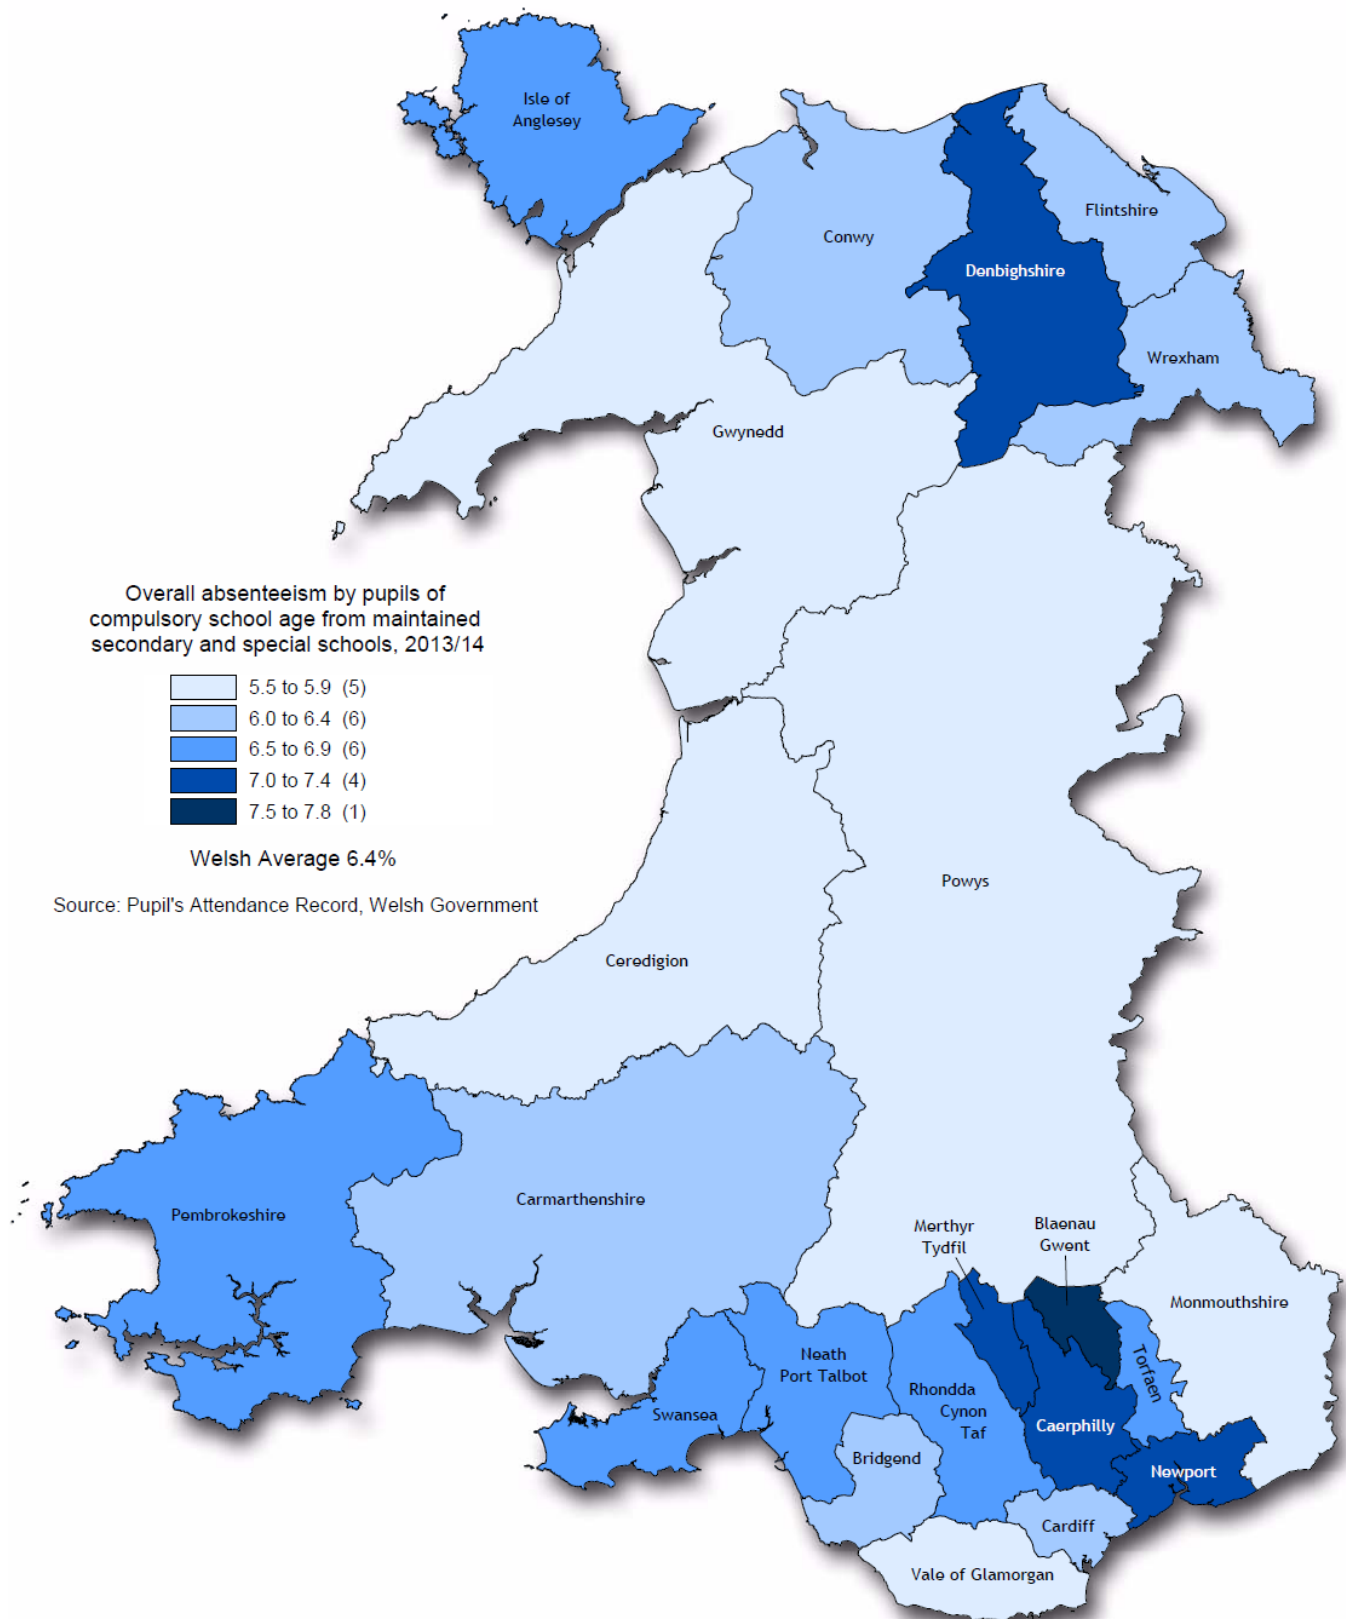 Isle of
Anglesey
Flintshire
Conwy
Denbighshire
Wrexham
Gwynedd
Overall absenteeism by pupils of
compulsory school age from maintained
secondary and special schools, 2013/14
5.5 to 5.9 (5)
6.0 to 6.4 (6)
6.5 to 6.9 (6)
7.0 to 7.4 (4)
7.5 to 7.8 (1)
Welsh Average 6.4%
Source: Pupil's Attendance Record, Welsh Government
Powys
Ceredigion
Carmarthenshire
Pembrokeshire
Merthyr
Tydfil
Blaenau
Gwent
Monmouthshire
Neath
Port Talbot
Torfaen
Rhondda
Cynon
Taf
Swansea
Caerphilly
Bridgend
Newport
Cardiff
Vale of Glamorgan